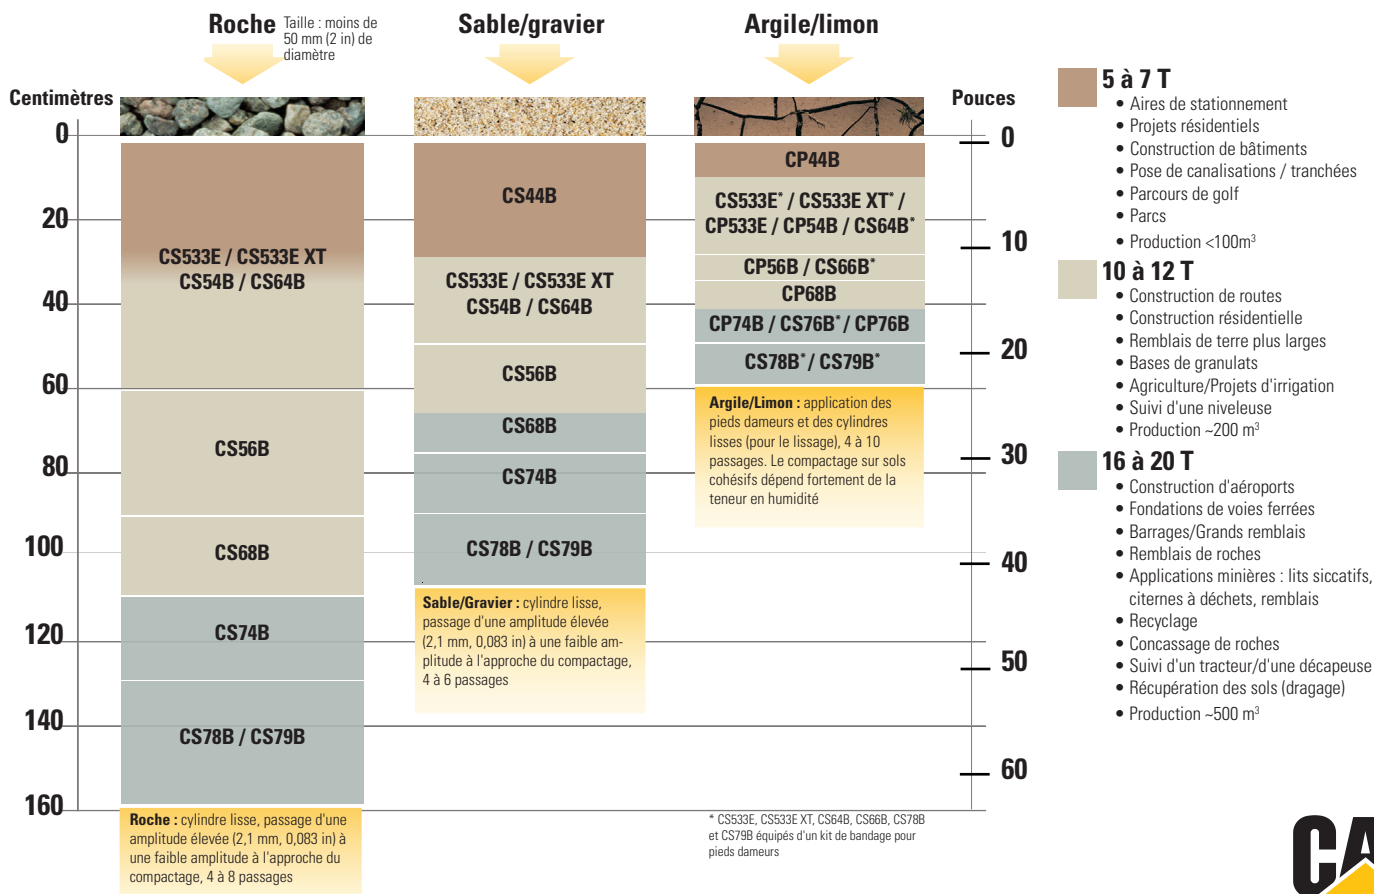 Roche
Taille : moins de
50 mm (2 in) de
diamètre
Sable/gravier
Argile/limon
Centimètres
0
20
40
60
80
100
120
140
160
CS533E / CS533E XT
CS54B / CS64B
CS56B
CS68B
CS74B
CS78B / CS79B
Roche : cylindre lisse, passage d'une
amplitude élevée (2,1 mm, 0,083 in) à
une faible amplitude à l'approche du
compactage, 4 à 8 passages
CS44B
CS533E / CS533E XT
CS54B / CS64B
CS56B
CS68B
CS74B
CS78B / CS79B
Sable/Gravier : cylindre lisse,
passage d'une amplitude élevée
(2,1 mm, 0,083 in) à une faible am-
plitude à l'approche du compactage,
4 à 6 passages
CP44B
CS533E* / CS533E XT* /
CP533E / CP54B / CS64B*
CP56B / CS66B*
CP68B
CP74B / CS76B* / CP76B
CS78B* / CS79B*
Argile/Limon : application des
pieds dameurs et des cylindres
lisses (pour le lissage), 4 à 10
passages. Le compactage sur sols
cohésifs dépend fortement de la
teneur en humidité
* CS533E, CS533E XT, CS64B, CS66B, CS78B
et CS79B équipés d'un kit de bandage pour
pieds dameurs
Pouces
0
10
20
30
40
50
60
5 à 7 T
• Aires de stationnement
• Projets résidentiels
• Construction de bâtiments
• Pose de canalisations / tranchées
• Parcours de golf
• Parcs
• Production <100m³
10 à 12 T
• Construction de routes
• Construction résidentielle
• Remblais de terre plus larges
• Bases de granulats
• Agriculture/Projets d'irrigation
• Suivi d'une niveleuse
• Production ~200 m³
16 à 20 T
• Construction d'aéroports
• Fondations de voies ferrées
• Barrages/Grands remblais
• Remblais de roches
• Applications minières : lits siccatifs,
citernes à déchets, remblais
• Recyclage
• Concassage de roches
• Suivi d'un tracteur/d'une décapeuse
• Récupération des sols (dragage)
• Production ~500 m³
CA